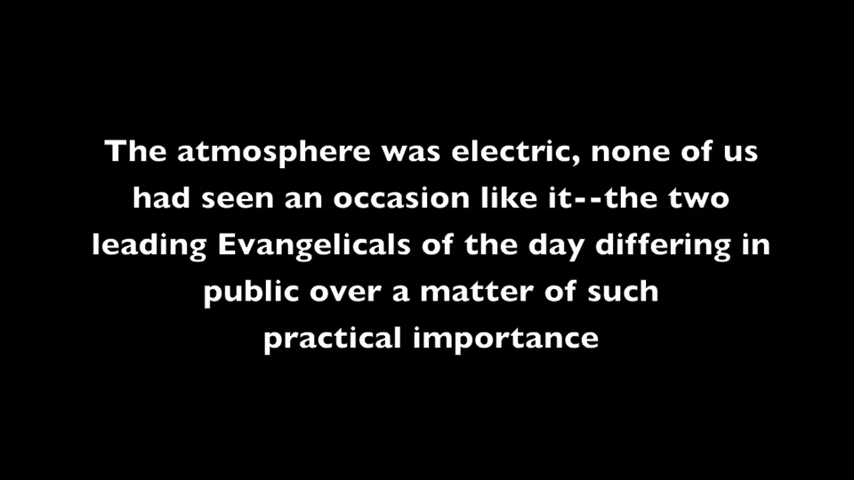 The atmosphere was electric, none of us
had seen an occasion like it--the two
leading Evangelicals of the day differing in
public over a matter of such
practical importance